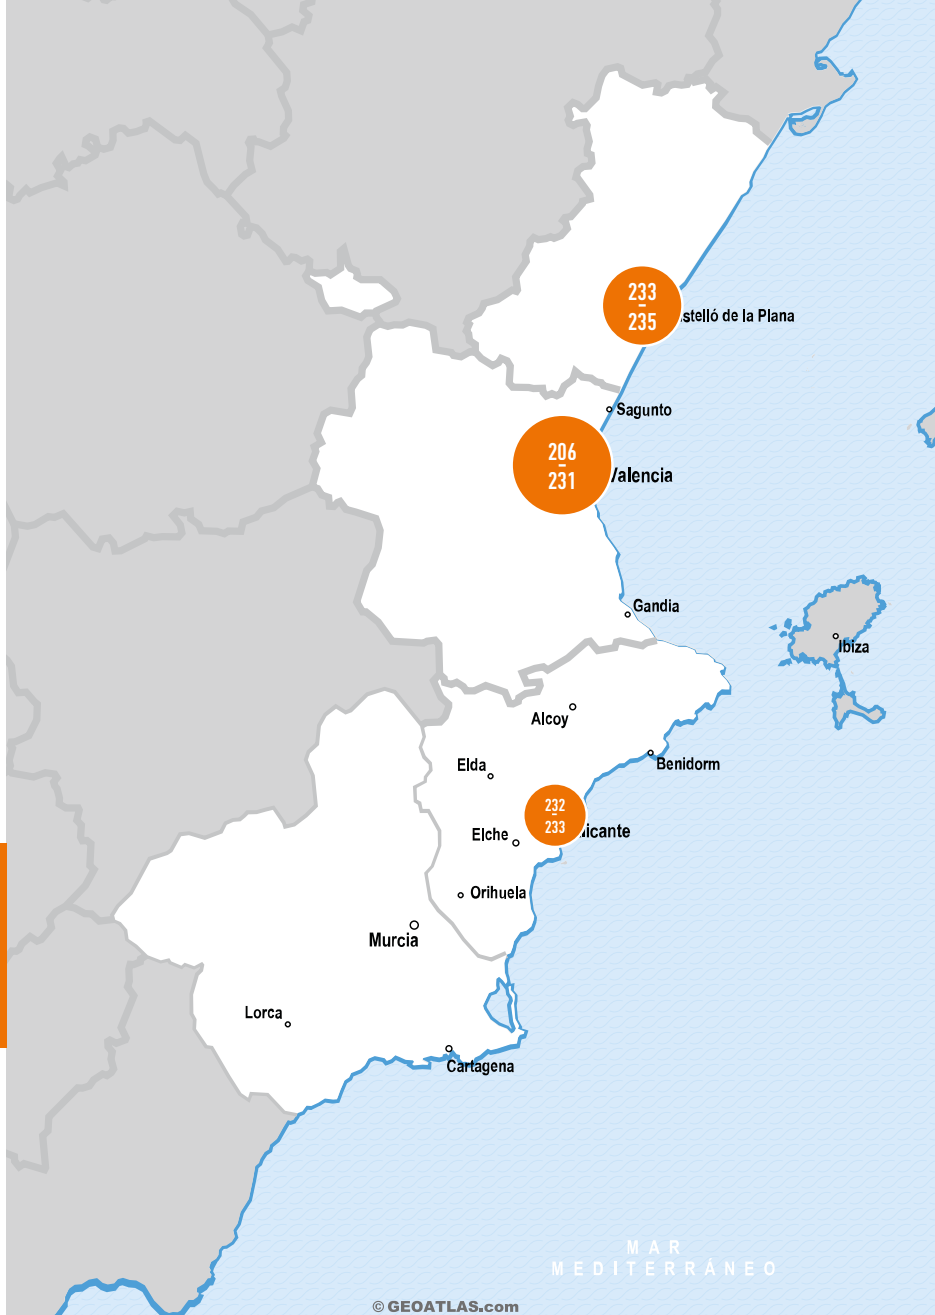 233
235
stelló de la Plana
Sagunto
206
231
Valencia
Gandia
Ibiza
Alcoy
Benidorm
Elda
232
233
licante
Elche
Orihuela
Murcia
Lorca
Cartagena
MAR
MEDITERRÁNEO
© GEOATLAS.com